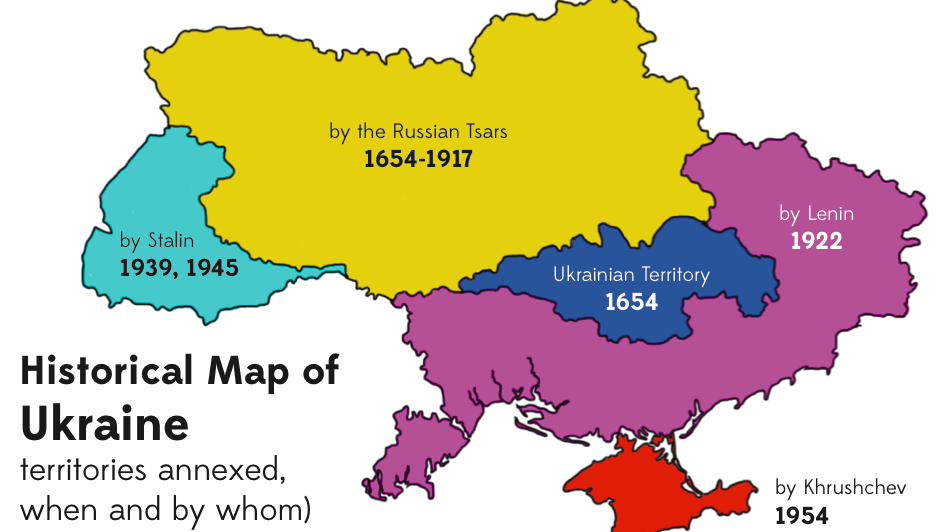 by the Russian Tsars
1654-1917
by Lenin
1922
by Stalin
1939, 1945
Ukrainian Territory
1654
Historical Map of
Ukraine
territories annexed,
when and by whom)
by Khrushchev
1954